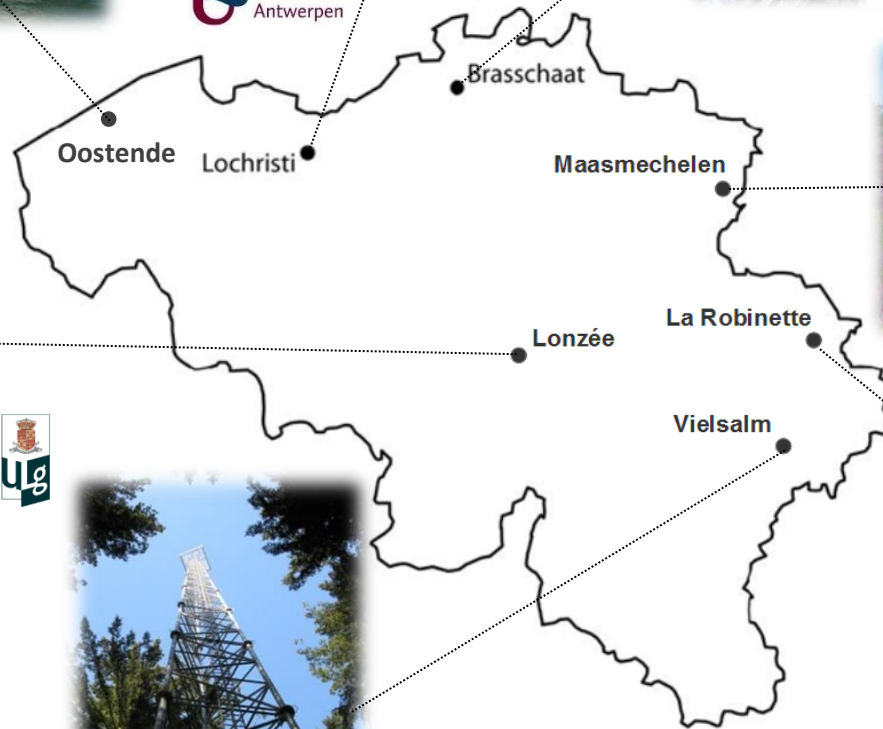 Antwerpen
Brasschaat
Oostende
Lochristi
Maasmechelen
La Robinette
Lonzée
Vielsalm
ulg